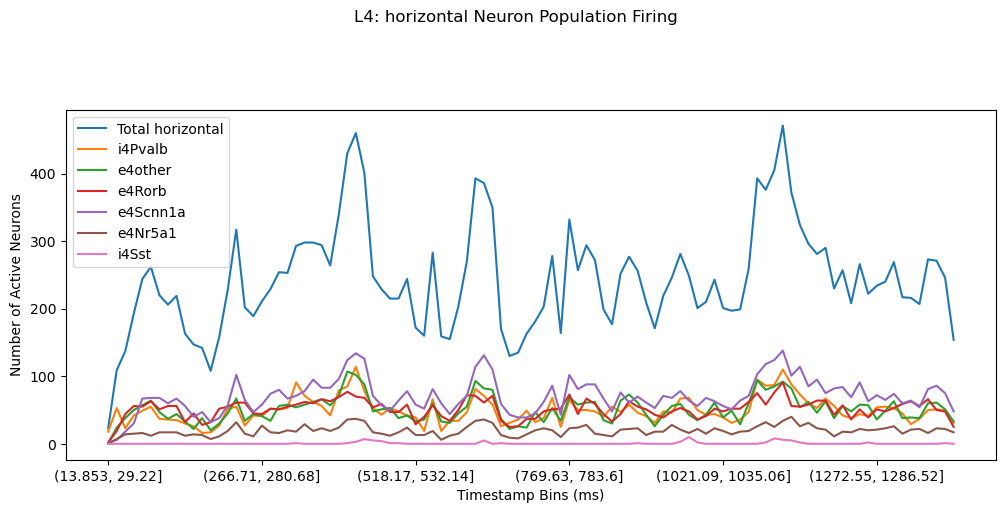 L4: horizontal Neuron Population Firing
Total horizontal
i4Pvalb
e4other
e4Rorb
e4Scnn1a
e4Nr5a1
i4Sst
Number of Active Neurons
400
300
200
100
0
(13.853, 29.22]
(266.71, 280.68]
(518.17, 532.14]
(769.63, 783.6]
(1021.09, 1035.06]
(1272.55, 1286.52]
Timestamp Bins (ms)